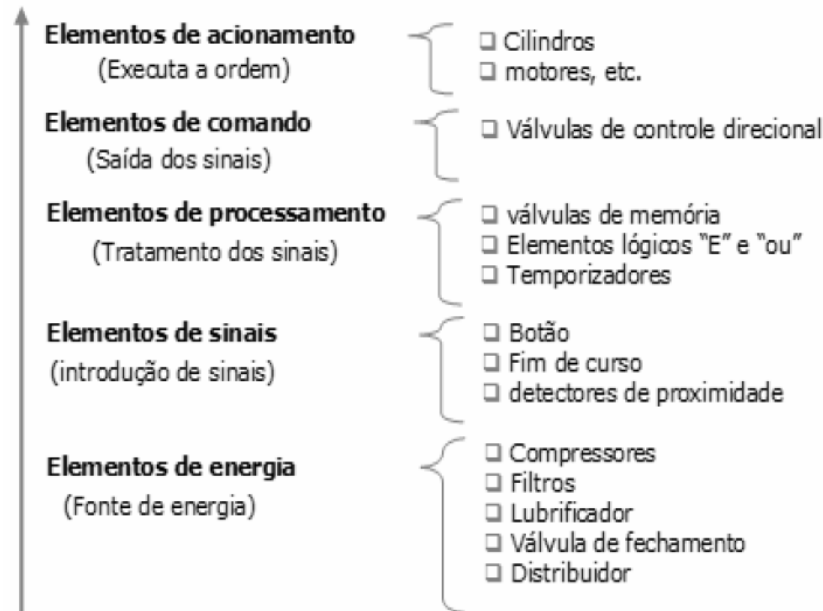 Elementos de acionamento
(Executa a ordem)
❑ Cilindros
❑ motores, etc.
Elementos de comando
(Saída dos sinais)
❑ Válvulas de controle direcional
Elementos de processamento
(Tratamento dos sinais)
❑ válvulas de memória
❑ Elementos lógicos "E" e "ou"
❑ Temporizadores
Elementos de sinais
(introdução de sinais)
❑ Botão
❑ Fim de curso
❑ detectores de proximidade
Elementos de energia
(Fonte de energia)
❑ Compressores
❑ Filtros
❑ Lubrificador
❑ Válvula de fechamento
❑ Distribuidor